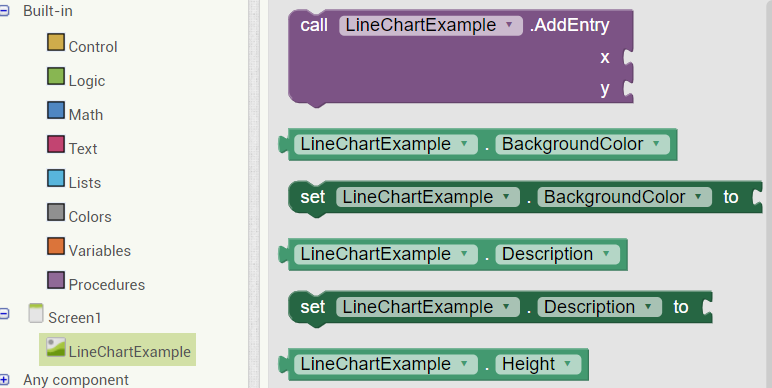 Built-in
Control
Logic
Math
Text
Lists
Colors
Variables
Procedures
Screen1
LineChartExample
Any component
call LineChartExample .AddEntry
x
y
LineChartExample . BackgroundColor
set LineChartExample . BackgroundColor to
LineChartExample . Description
set LineChartExample . Description to
LineChartExample . Height